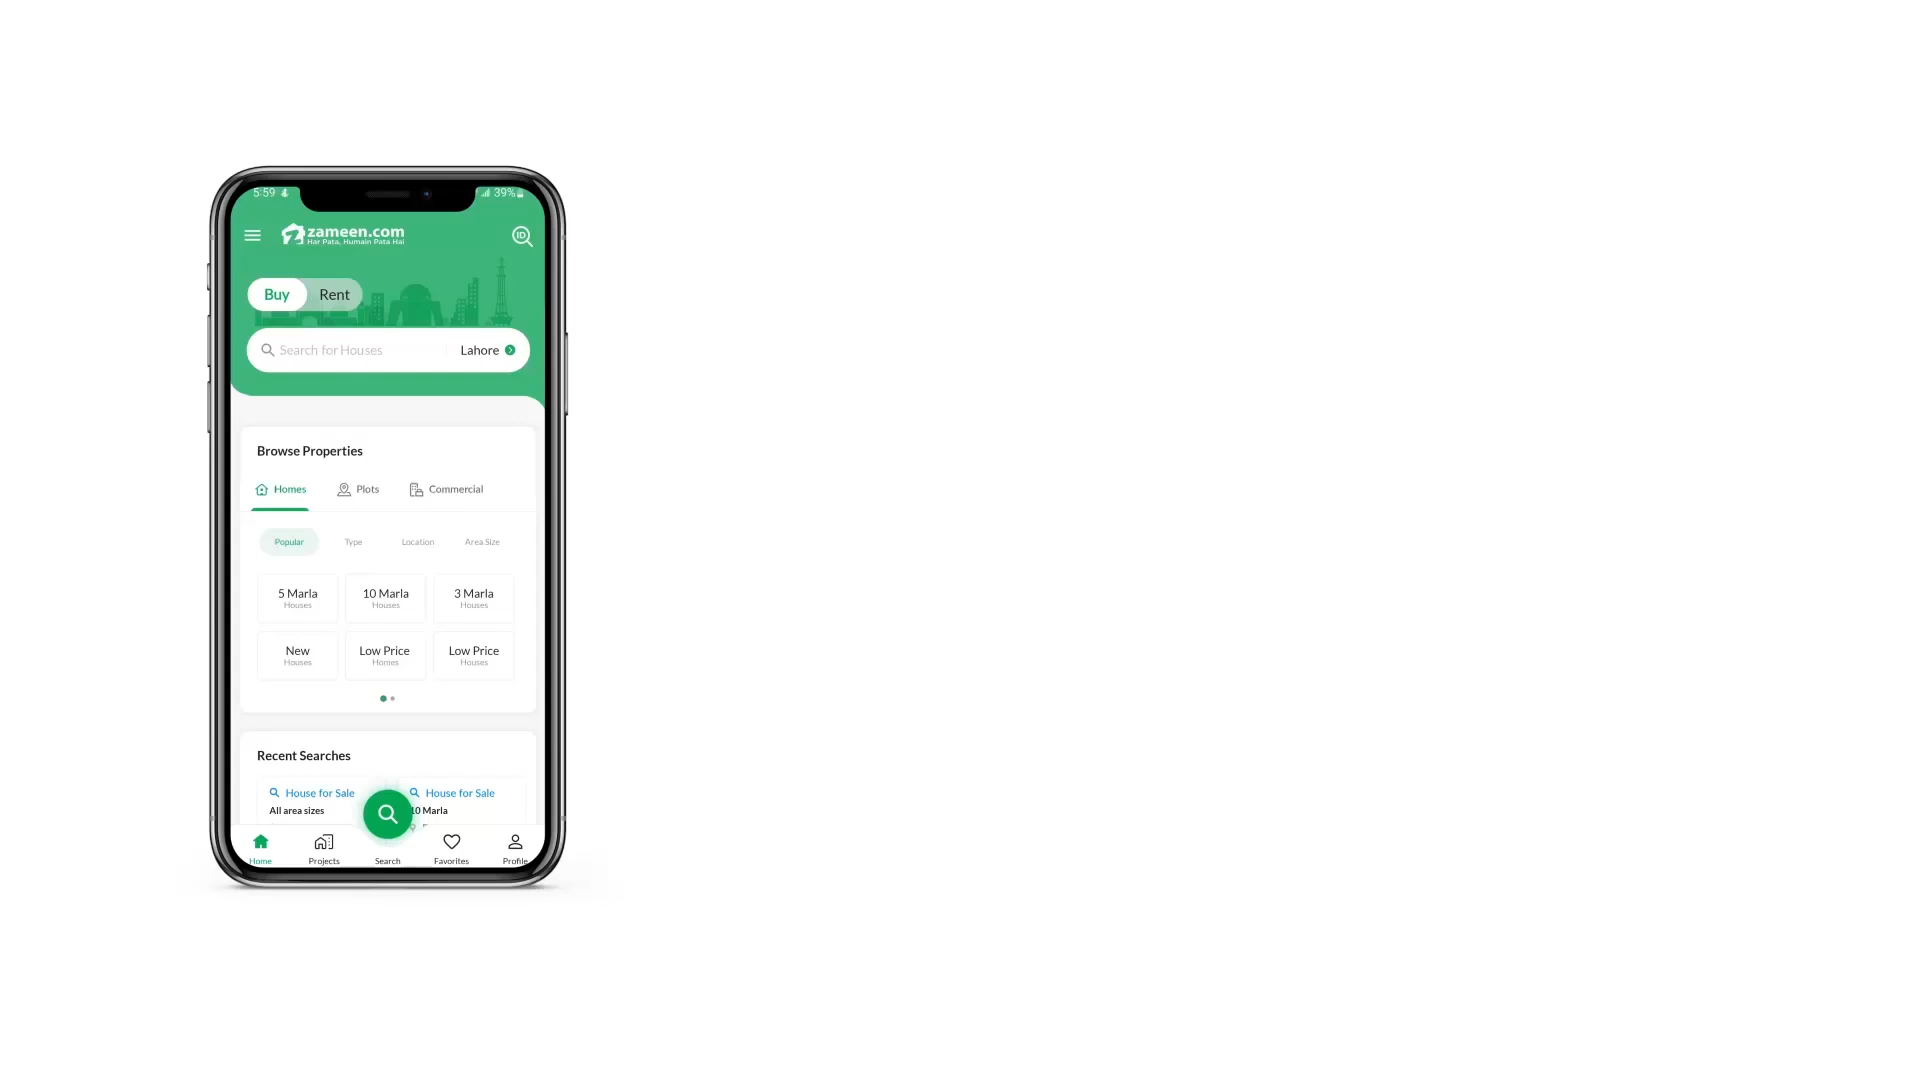 5:59 39%
zameen.com
Har Pata, Humain Pata Hai
ID
Buy Rent
Search for Houses Lahore
Browse Properties
Homes Plots Commercial
Popular Type Location Area Size
5 Marla 10 Marla 3 Marla
Houses Houses Houses
New Low Price Low Price
Houses Homes Houses
Recent Searches
House for Sale House for Sale
All area sizes 10 Marla
Home Projects Search Favorites Profile